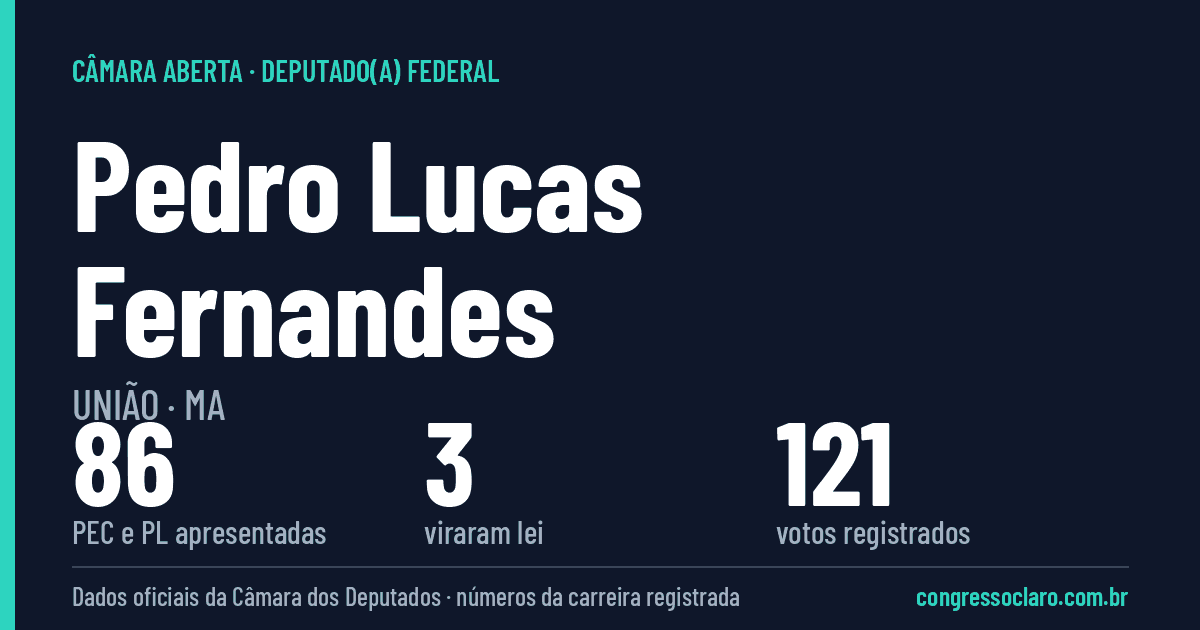 CÂMARA ABERTA · DEPUTADO(A) FEDERAL
Pedro Lucas
Fernandes
UNIÃO · MA
86 3 121
PEC e PL apresentadas viraram lei votos registrados
Dados oficiais da Câmara dos Deputados · números da carreira registrada congressoclaro.com.br